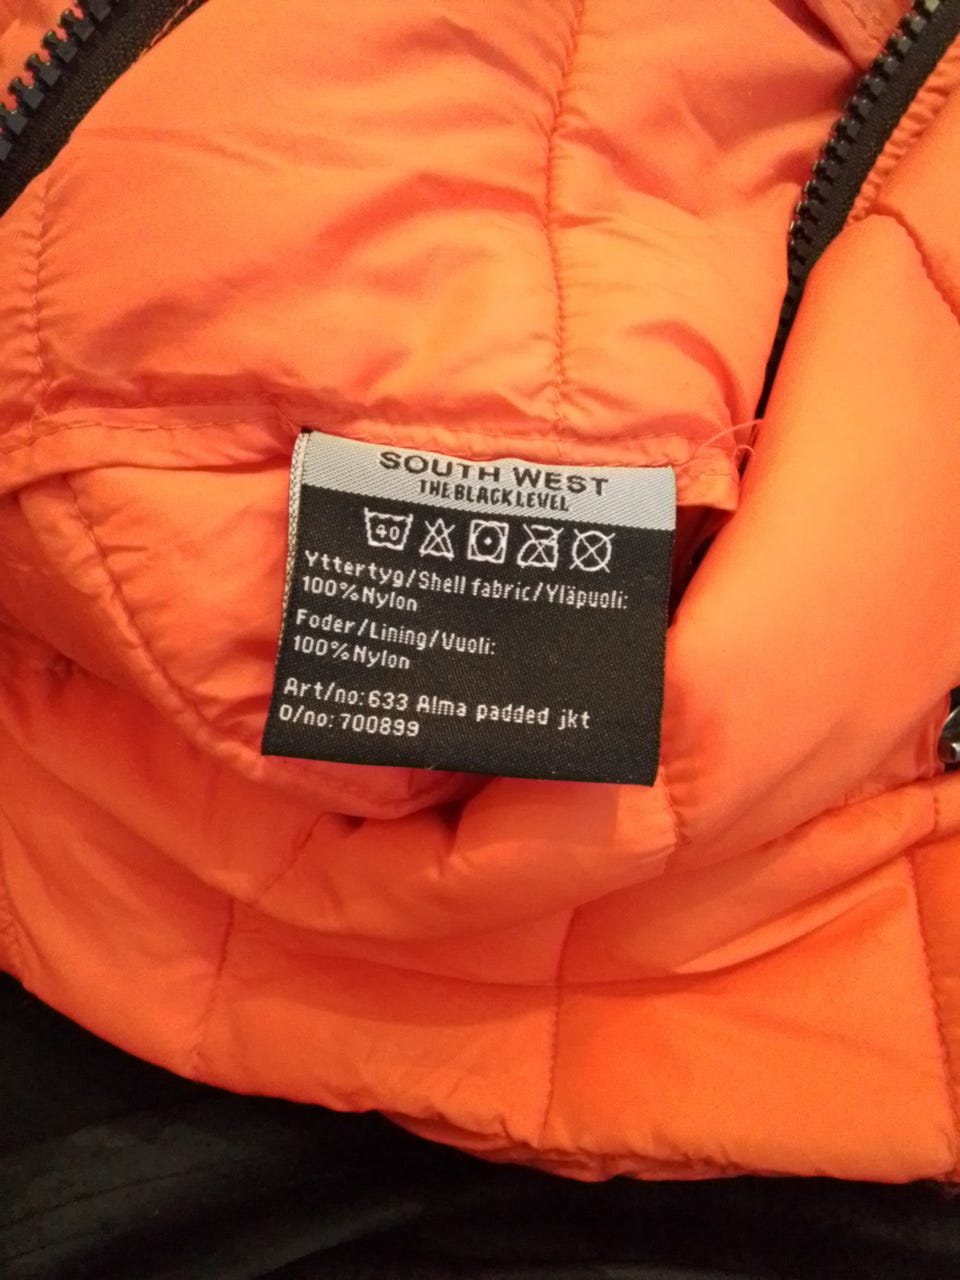 SOUTH WEST
THE BLACK LEVEL
40
Yttertyg/Shell fabric/Yläpuoli:
100%Nylon
Foder/Lining/Vuoli:
100%Nylon
Art/no:633 Alma padded jkt
O/no:700899